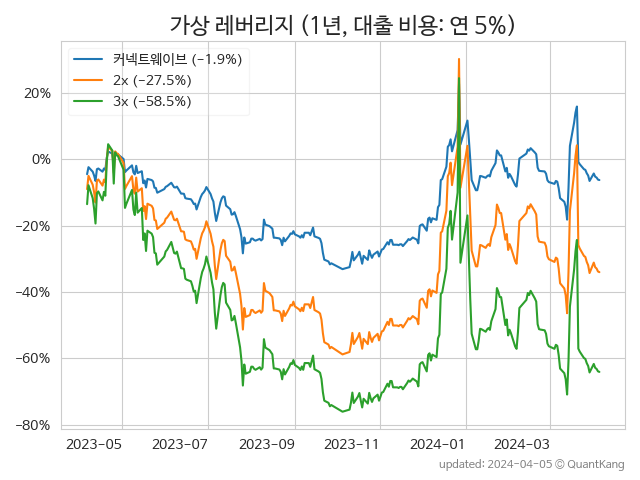 가상 레버리지 (1년, 대출 비용: 연 5%)
커넥트웨이브 (-1.9%)
2x (-27.5%)
3x (-58.5%)
20%
0%
-20%
-40%
-60%
-80%
2023-05 2023-07 2023-09 2023-11 2024-01 2024-03
updated: 2024-04-05 © QuantKang